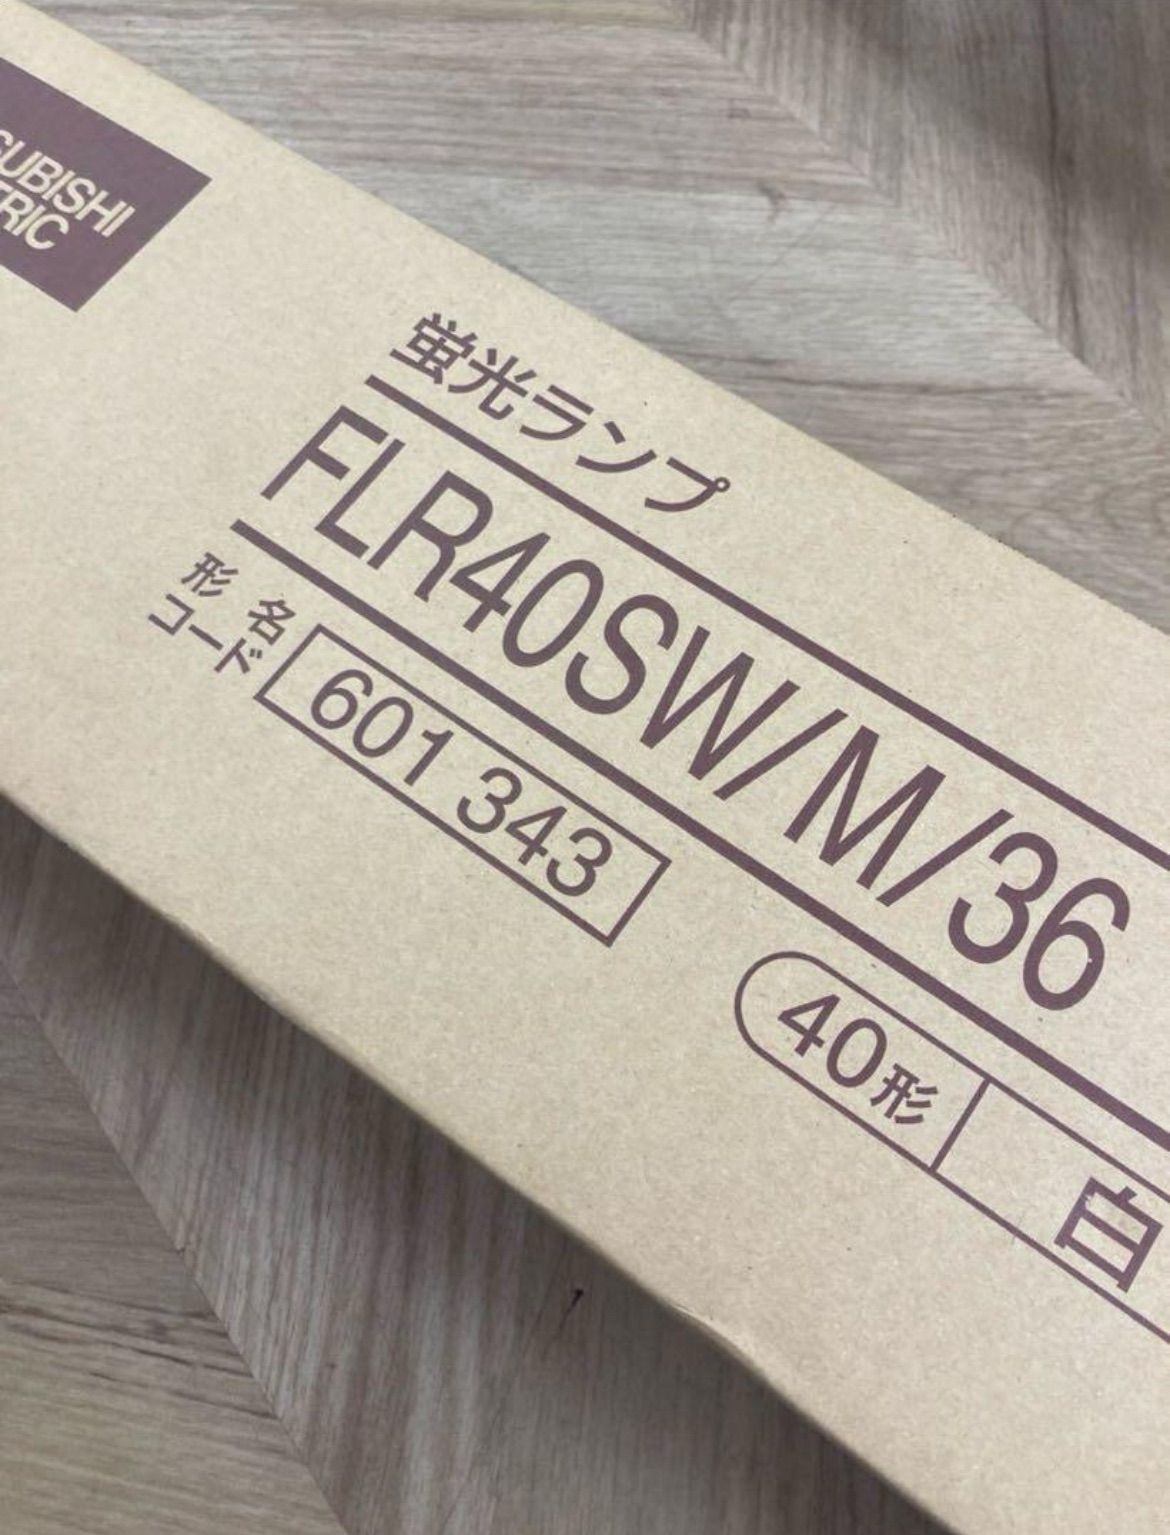 SUBISHI
TRIC
蛍光ランプ
FLR40SW/M/36
形名
コード
601 343
40形
白